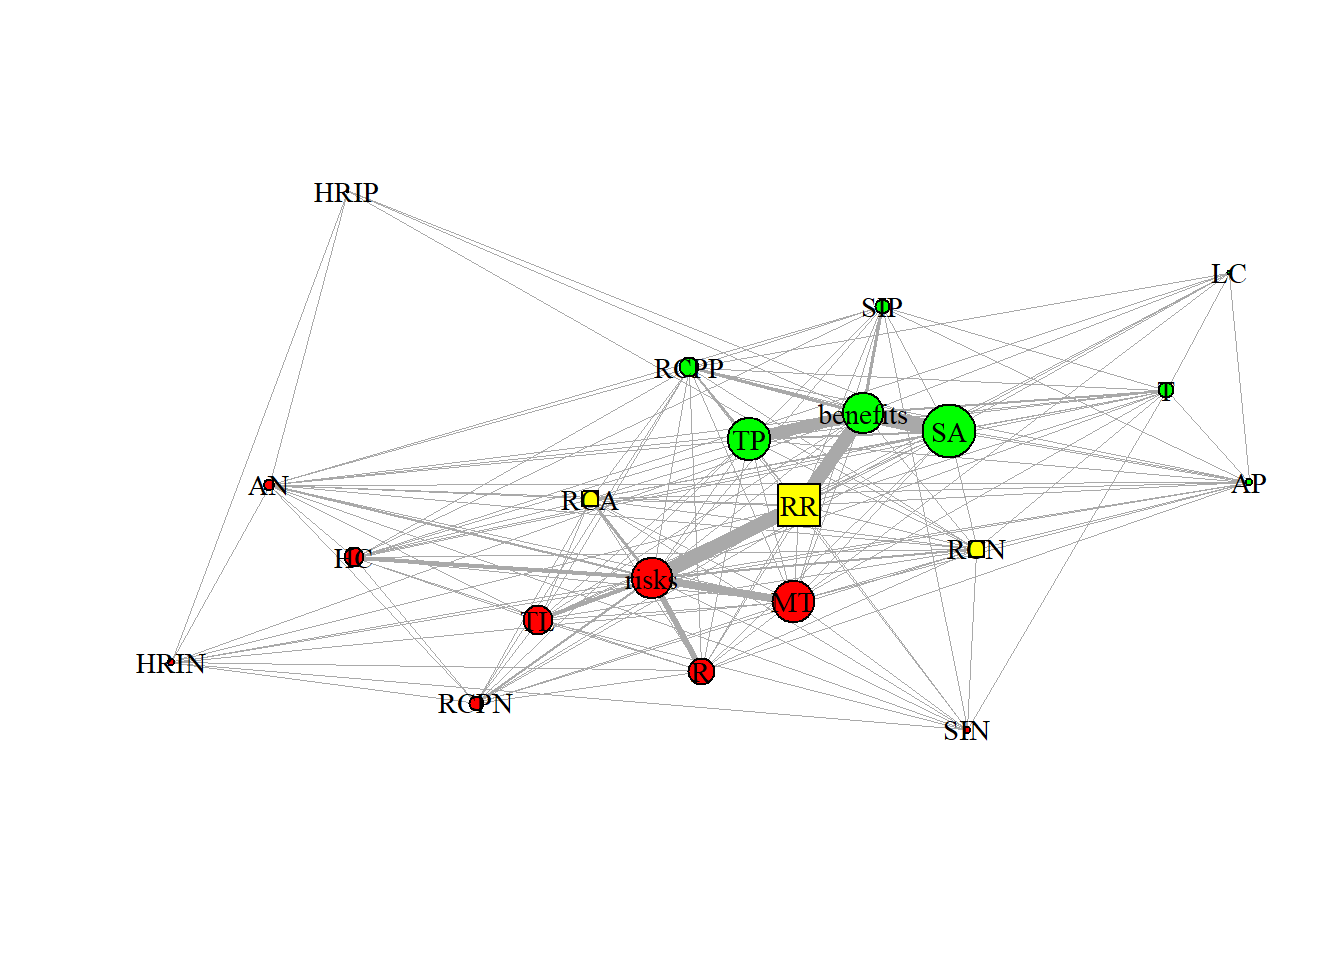 HRIP
LC
SIP
RCPP
T
benefits
SA
TP
AN
AP
RCA
RR
RCN
HC
risks
MT
TL
HRIN
R
RCPN
SIN